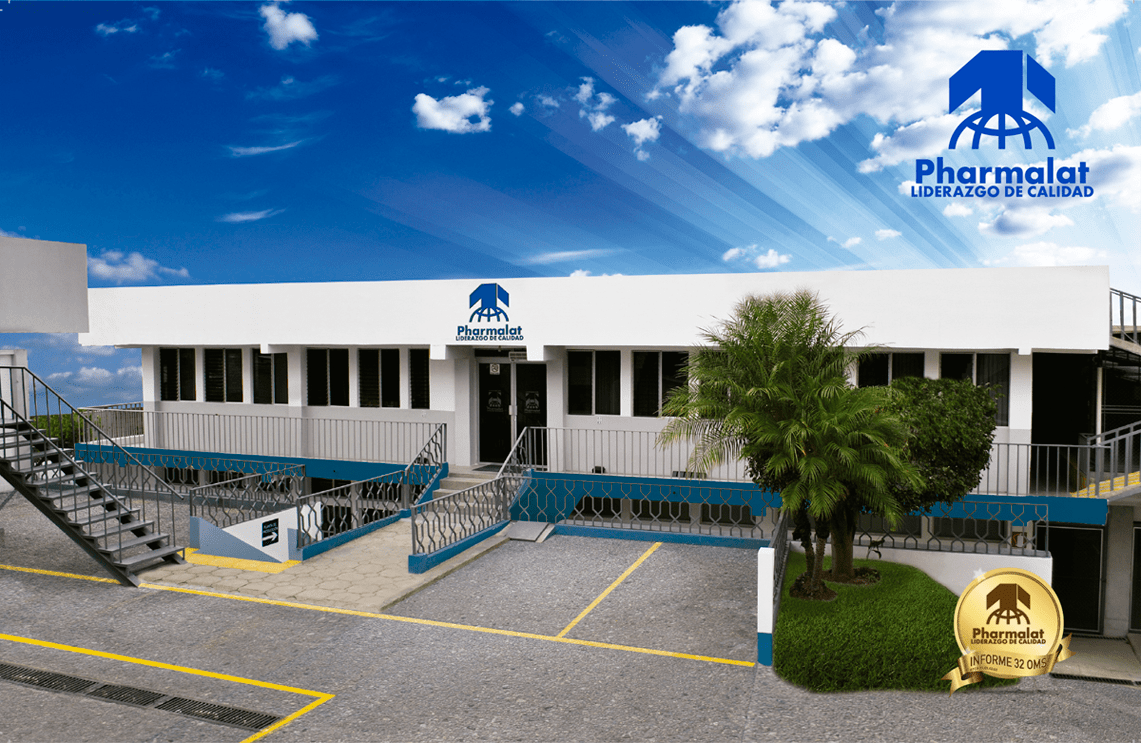 Pharmalat
LIDERAZGO DE CALIDAD
Pharmalat
LIDERAZGO DE CALIDAD
Pharmalat
LIDERAZGO DE CALIDAD
INFORME 32 OMS